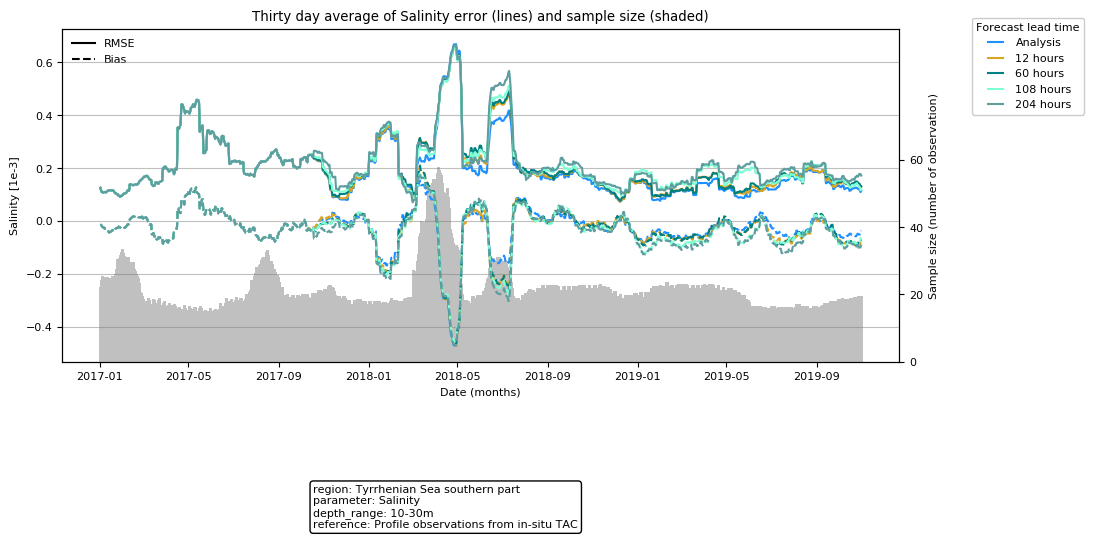 Thirty day average of Salinity error (lines) and sample size (shaded)
RMSE
Bias
Forecast lead time
Analysis
12 hours
60 hours
108 hours
204 hours
Salinity [1e-3]
0.6
0.4
0.2
0.0
−0.2
−0.4
Sample size (number of observation)
60
40
20
0
2017-01
2017-05
2017-09
2018-01
2018-05
2018-09
2019-01
2019-05
2019-09
Date (months)
region: Tyrrhenian Sea southern part
parameter: Salinity
depth_range: 10-30m
reference: Profile observations from in-situ TAC